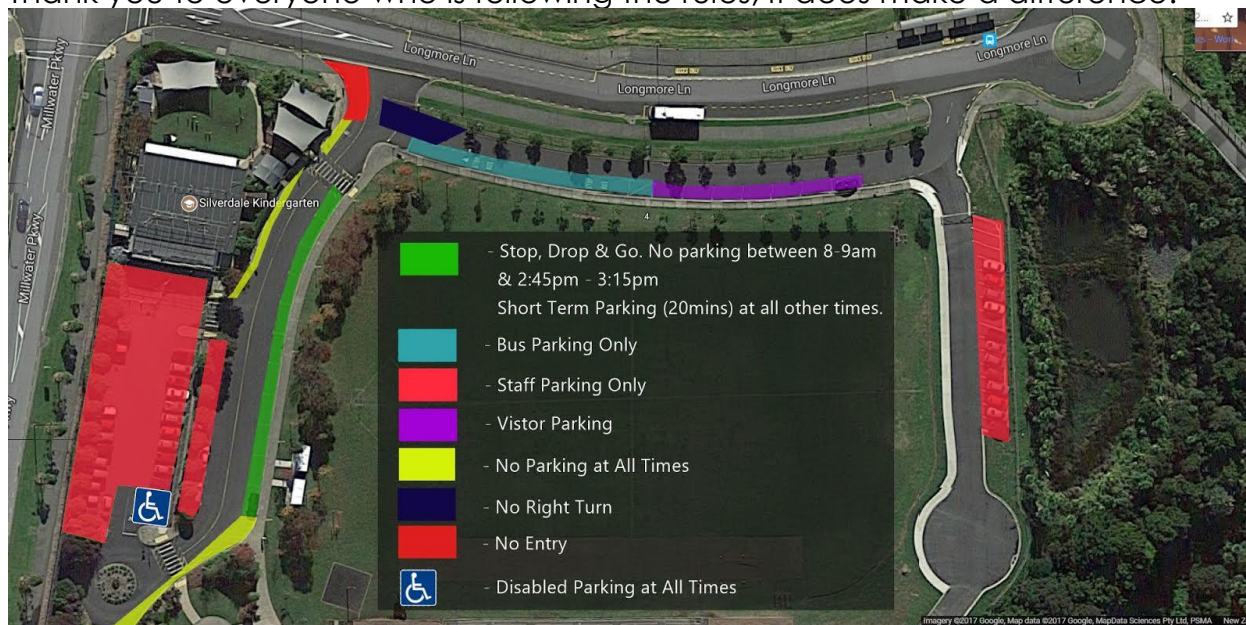 Thank you to everyone who is following the rules, it does make a difference.
Millwater Pkwy
Longmore Ln
Longmore Ln
Longmore Ln
Longmore Ln
Silverdale Kindergarten
4
Millwater Pkwy
- Stop, Drop & Go. No parking between 8-9am
& 2:45pm - 3:15pm
Short Term Parking (20mins) at all other times.
- Bus Parking Only
- Staff Parking Only
- Vistor Parking
- No Parking at All Times
- No Right Turn
- No Entry
- Disabled Parking at All Times
Imagery ©2017 Google, Map data ©2017 Google, MapData Sciences Pty Ltd, PSMA New Z